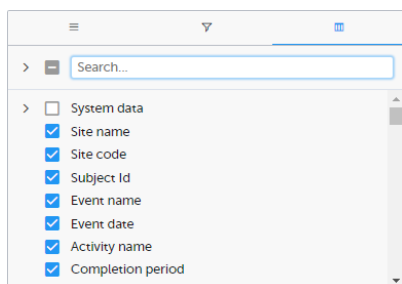 Search...
System data
Site name
Site code
Subject Id
Event name
Event date
Activity name
Completion period